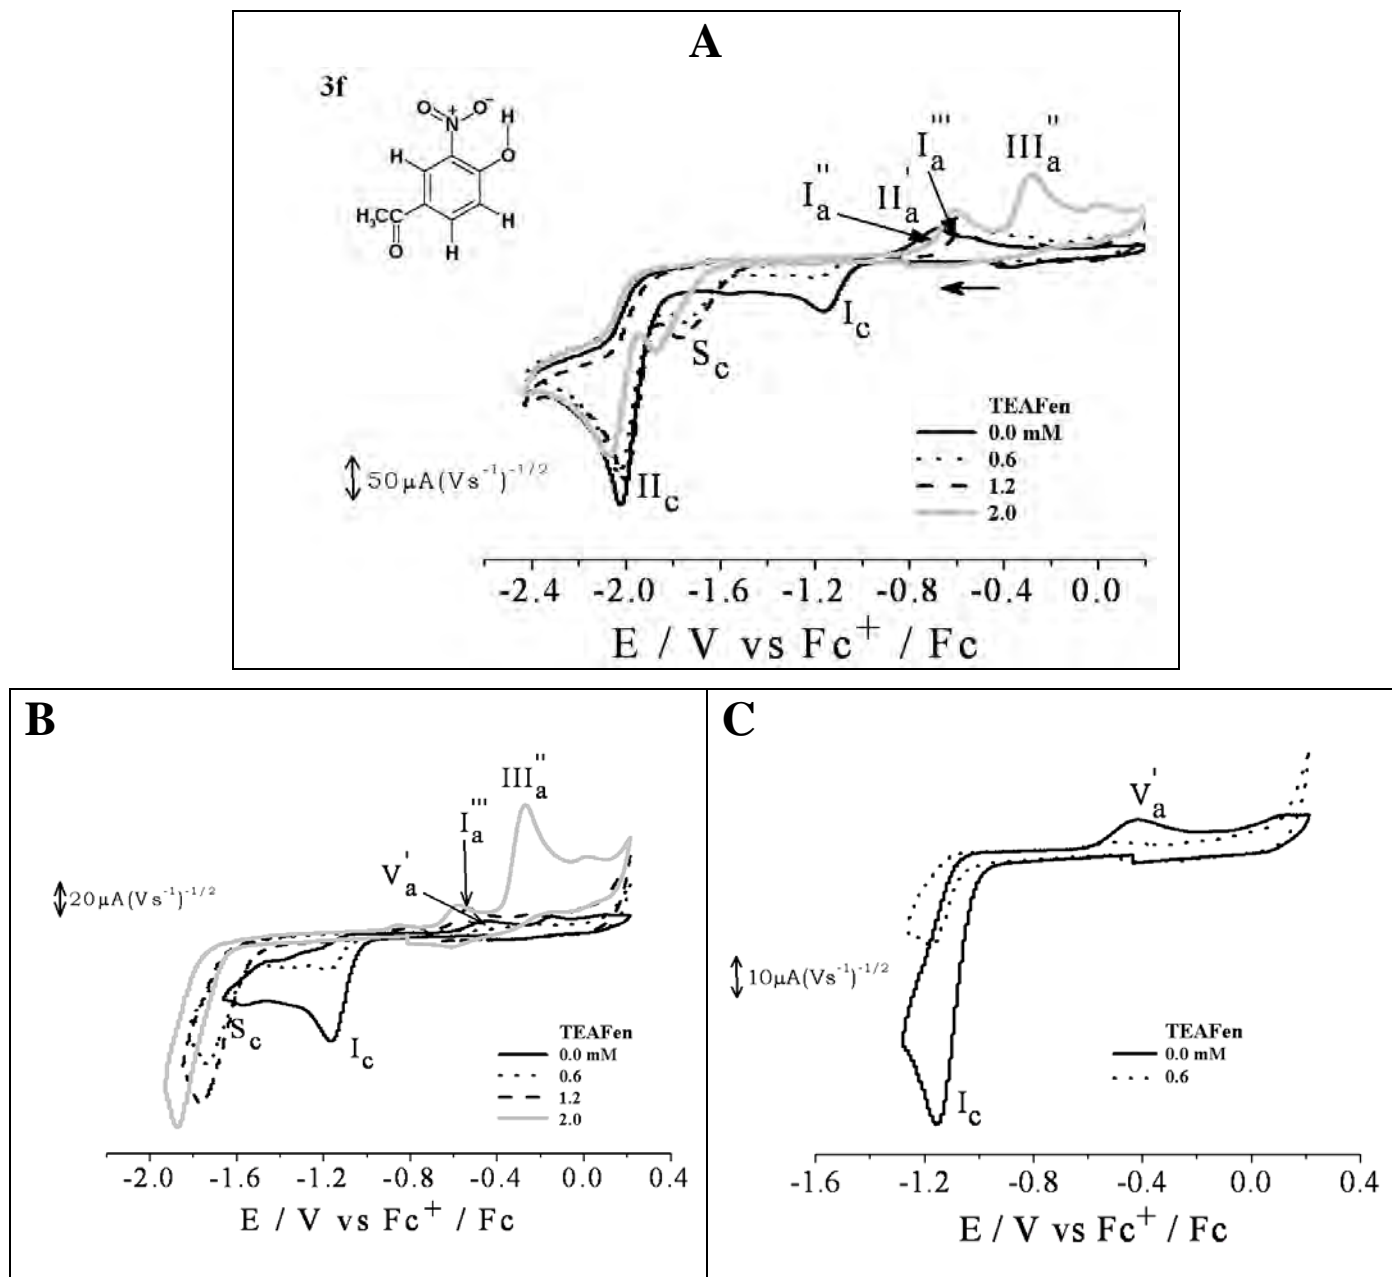 A
3f
O N + O⁻ H
H O
H₃CC H
O H
I'''a III''a
I''a II'a
Ic
Sc
TEAFen
0.0 mM
0.6
1.2
2.0
50μA(Vs⁻¹)⁻¹/²
IIc
-2.4 -2.0 -1.6 -1.2 -0.8 -0.4 0.0
E / V vs Fc⁺ / Fc
B
III''a
I'''a
V'a
20μA(Vs⁻¹)⁻¹/²
Sc
Ic
TEAFen
0.0 mM
0.6
1.2
2.0
-2.0 -1.6 -1.2 -0.8 -0.4 0.0 0.4
E / V vs Fc⁺ / Fc
C
V'a
10μA(Vs⁻¹)⁻¹/²
Ic
TEAFen
0.0 mM
0.6
-1.6 -1.2 -0.8 -0.4 0.0 0.4
E / V vs Fc⁺ / Fc